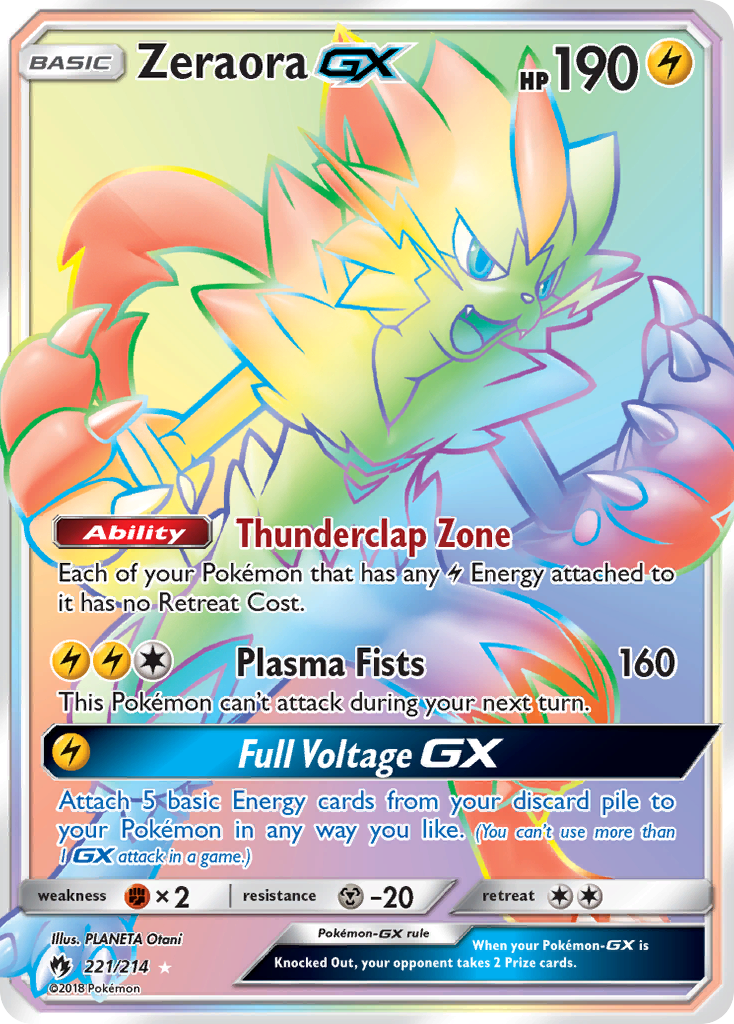 BASIC Zeraora GX HP 190
Ability Thunderclap Zone
Each of your Pokémon that has any Energy attached to
it has no Retreat Cost.
Plasma Fists 160
This Pokémon can't attack during your next turn.
Full Voltage GX
Attach 5 basic Energy cards from your discard pile to
your Pokémon in any way you like. (You can't use more than
1 GX attack in a game.)
weakness ×2 resistance -20 retreat
Illus. PLANETA Otani
221/214
©2018 Pokémon
Pokémon-GX rule
When your Pokémon-GX is
Knocked Out, your opponent takes 2 Prize cards.